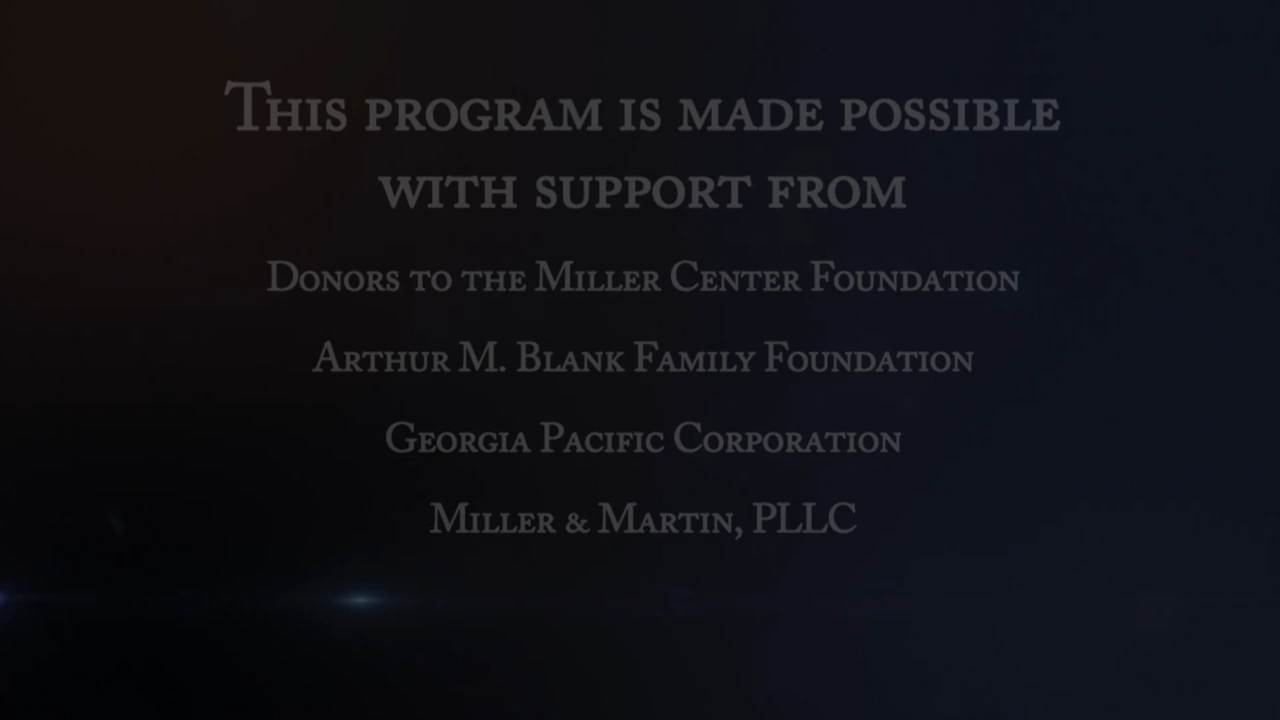 This program is made possible
with support from
Donors to the Miller Center Foundation
Arthur M. Blank Family Foundation
Georgia Pacific Corporation
Miller & Martin, PLLC